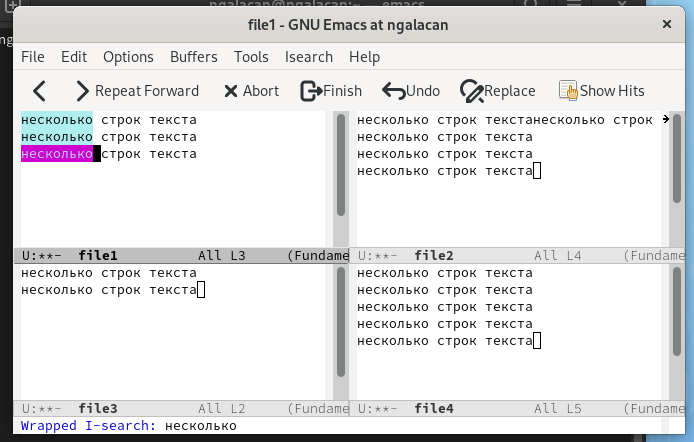 ngalacan@ngalacan:~ — emacs
file1 - GNU Emacs at ngalacan
File Edit Options Buffers Tools Isearch Help
Repeat Forward Abort Finish Undo Replace Show Hits
несколько строк текста
несколько строк текста
несколько строк текста
U:**- file1 All L3 (Fundame
несколько строк текстанесколько строк
несколько строк текста
несколько строк текста
несколько строк текста
U:**- file2 All L4 (Fundame
несколько строк текста
несколько строк текста
U:**- file3 All L2 (Fundame
несколько строк текста
несколько строк текста
несколько строк текста
несколько строк текста
несколько строк текста
U:**- file4 All L5 (Fundame
Wrapped I-search: несколько